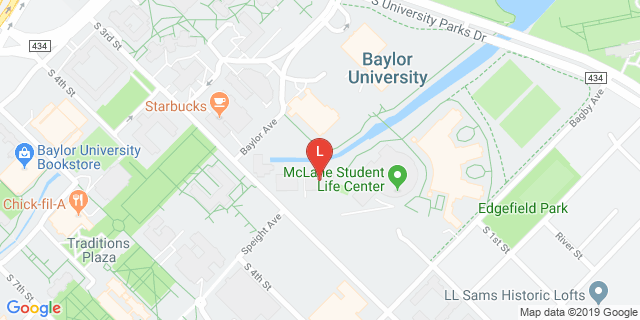 S University Parks Dr
S 3rd St
434
S 4th St
Baylor
University
434
Bagby Ave
Starbucks
Baylor Ave
Baylor University
Bookstore
L
McLane Student
Life Center
Chick-fil-A
Edgefield Park
Speight Ave
Traditions
Plaza
S 1st St
River St
S 7th St
S 4th St
LL Sams Historic Lofts
Google
Map data ©2019 Google